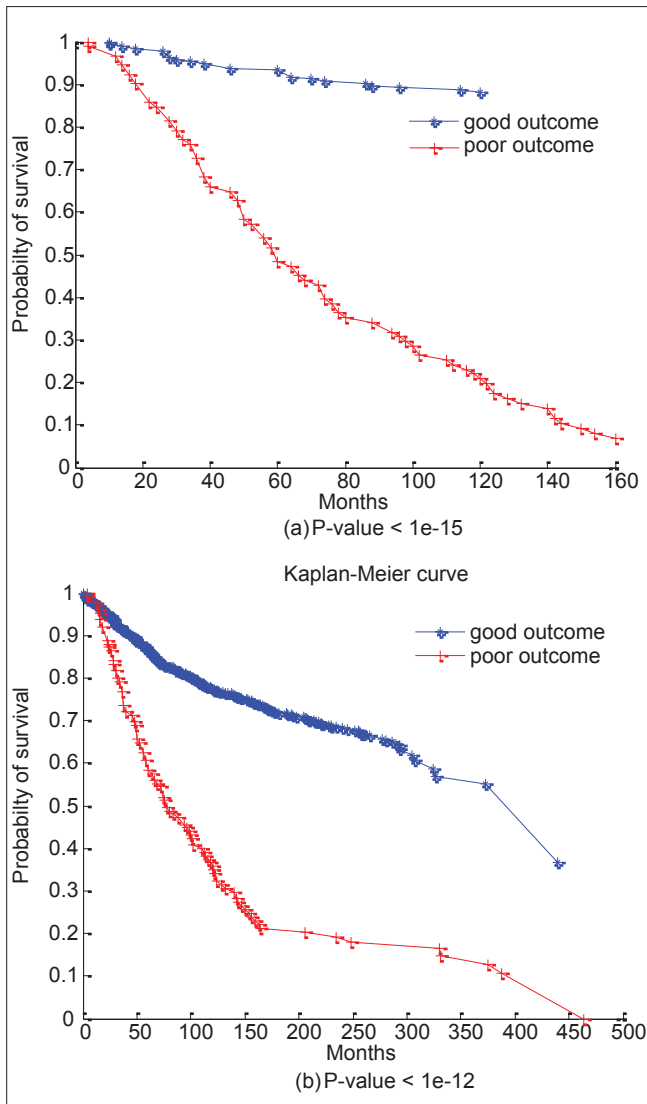 1
0.9
0.8
0.7
0.6
0.5
0.4
0.3
0.2
0.1
0
Probabilty of survival
good outcome
poor outcome
0 20 40 60 80 100 120 140 160
Months
(a) P-value < 1e-15
Kaplan-Meier curve
1
0.9
0.8
0.7
0.6
0.5
0.4
0.3
0.2
0.1
0
Probabilty of survival
good outcome
poor outcome
0 50 100 150 200 250 300 350 400 450 500
Months
(b) P-value < 1e-12